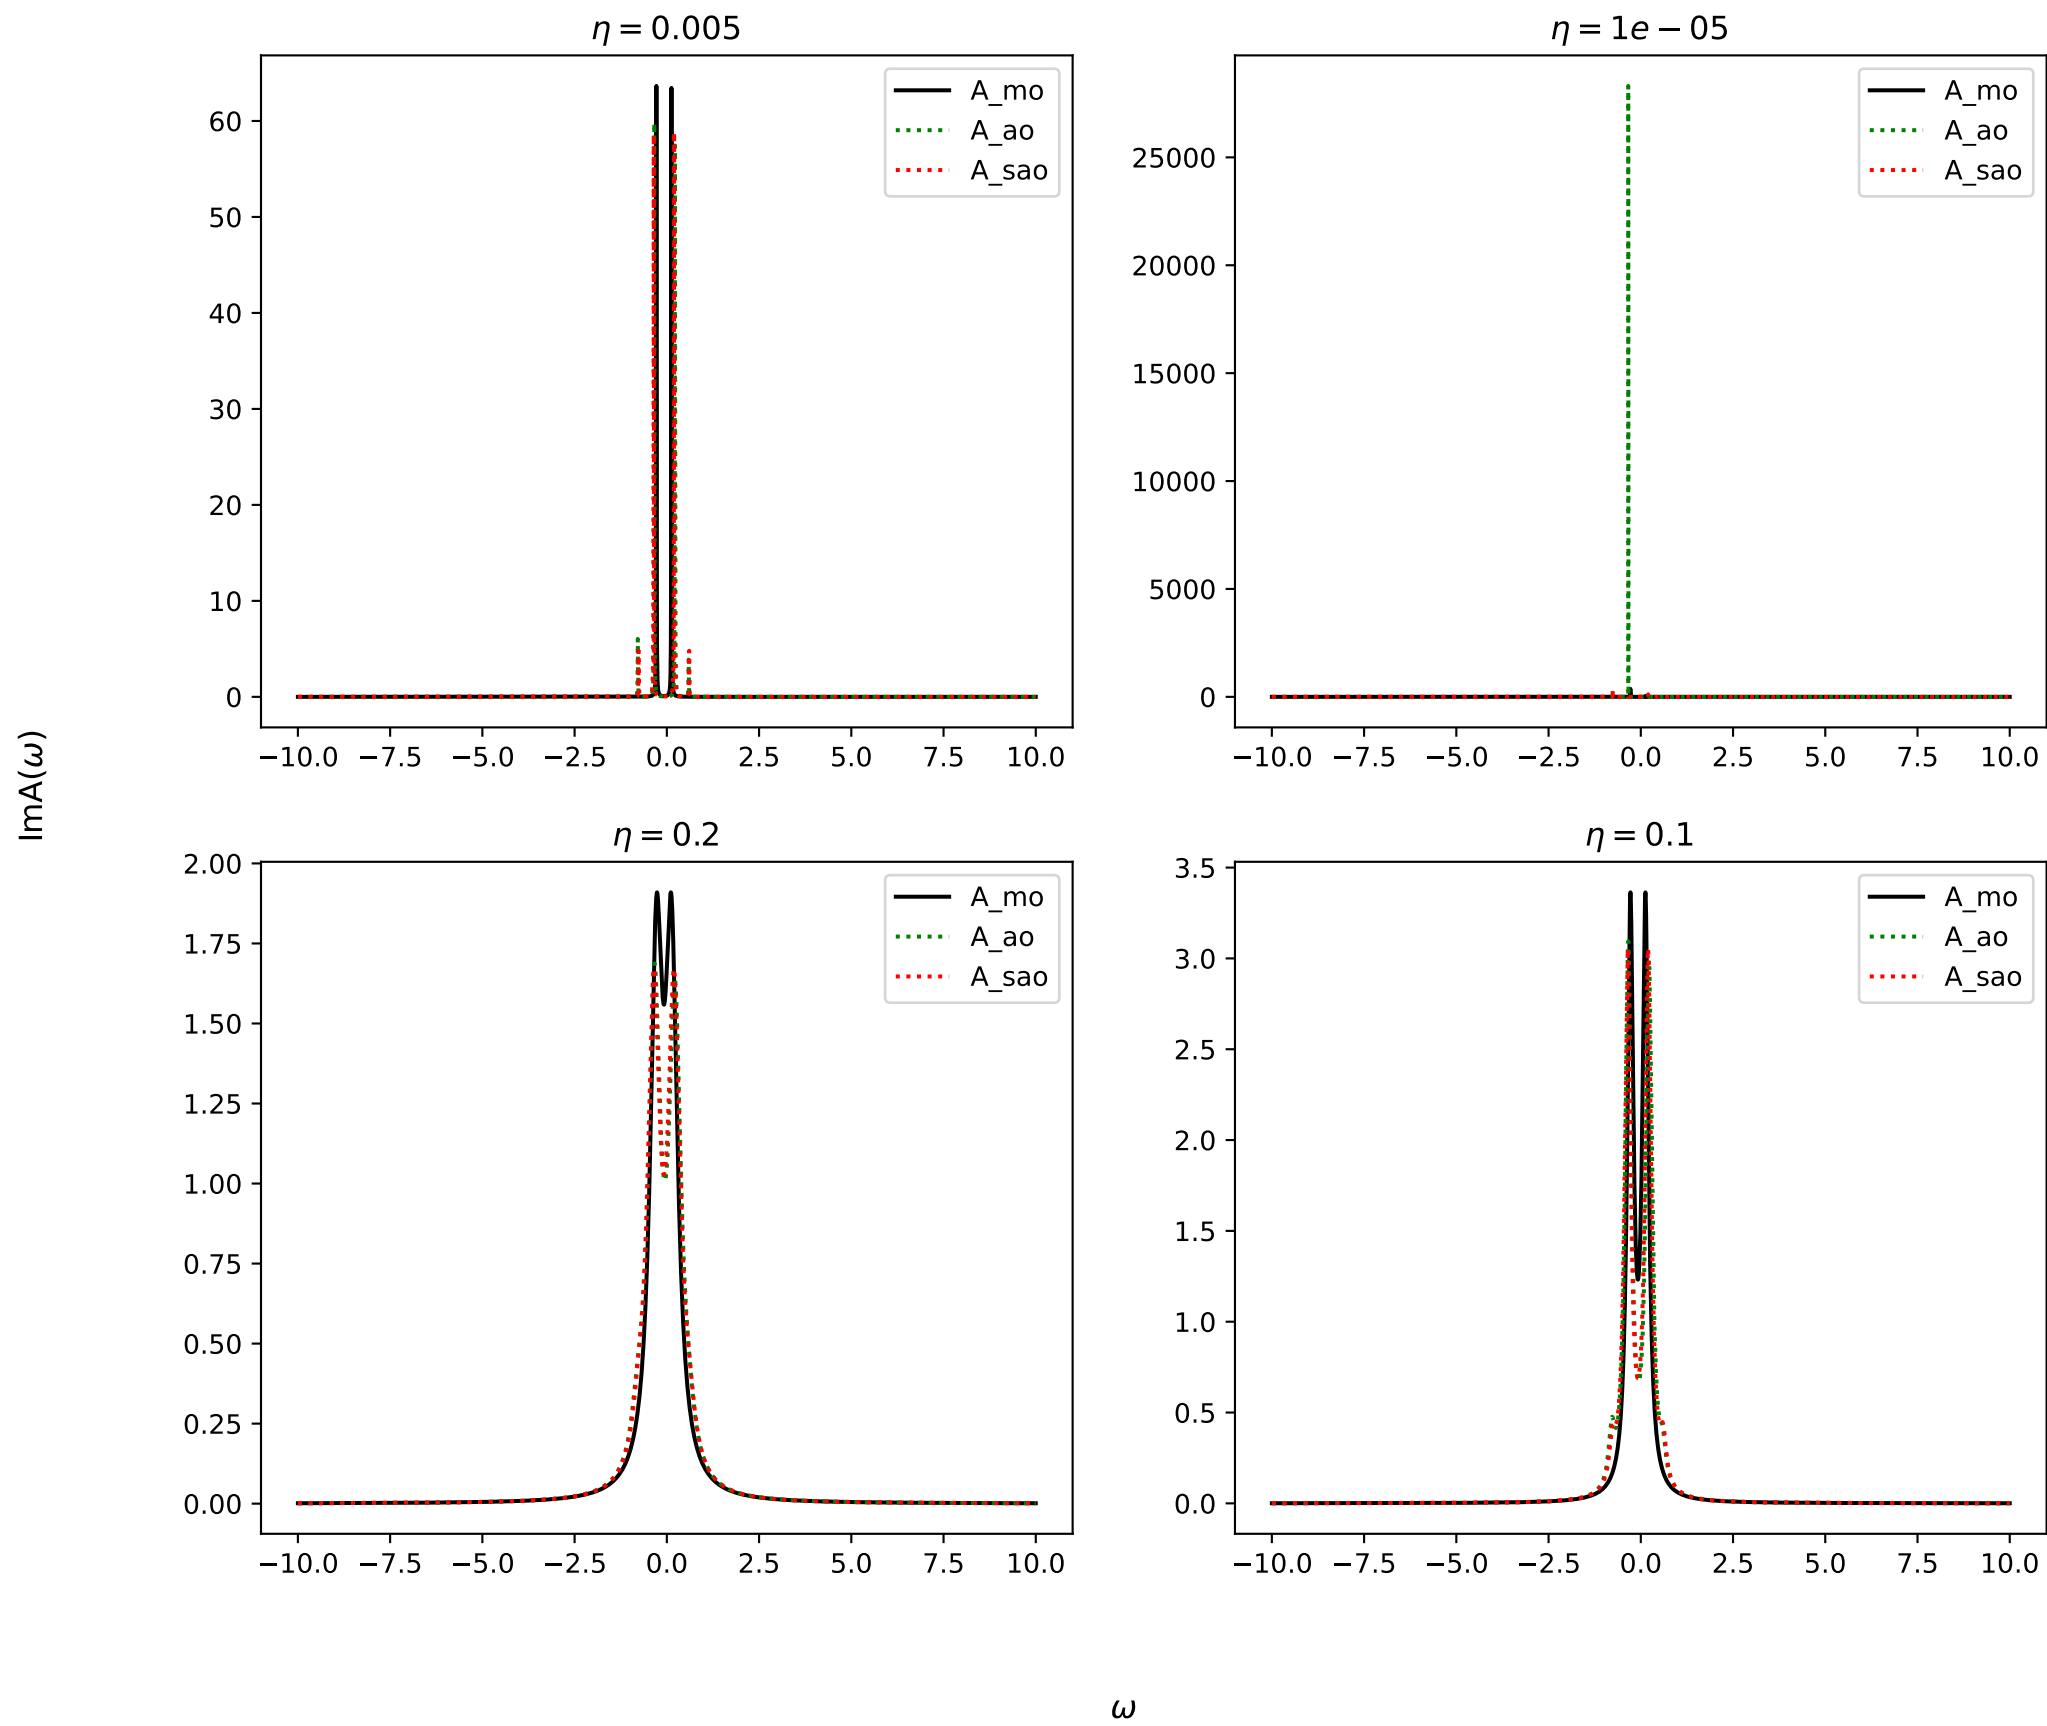 η = 0.005
60
50
40
30
20
10
0
−10.0 −7.5 −5.0 −2.5 0.0 2.5 5.0 7.5 10.0
A_mo
A_ao
A_sao
η = 1e − 05
25000
20000
15000
10000
5000
0
−10.0 −7.5 −5.0 −2.5 0.0 2.5 5.0 7.5 10.0
A_mo
A_ao
A_sao
ImA(ω)
η = 0.2
2.00
1.75
1.50
1.25
1.00
0.75
0.50
0.25
0.00
−10.0 −7.5 −5.0 −2.5 0.0 2.5 5.0 7.5 10.0
A_mo
A_ao
A_sao
η = 0.1
3.5
3.0
2.5
2.0
1.5
1.0
0.5
0.0
−10.0 −7.5 −5.0 −2.5 0.0 2.5 5.0 7.5 10.0
A_mo
A_ao
A_sao
ω